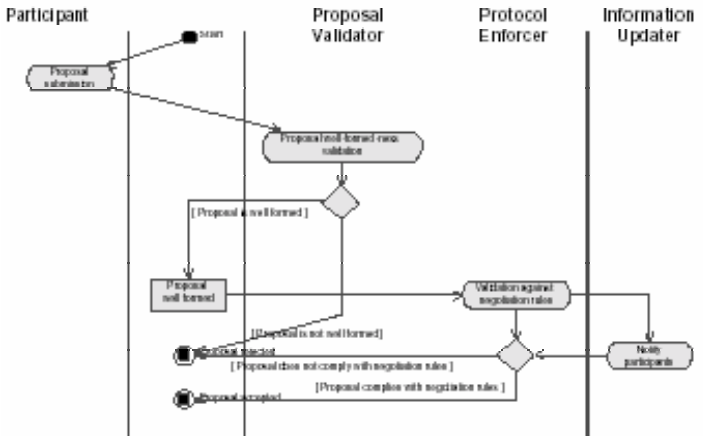 Participant
Proposal
Validator
Protocol
Enforcer
Information
Updater
Start
Proposal
submission
Proposal well-formed-ness
validation
[ Proposal is well formed ]
Proposal
well formed
Validation against
negotiation rules
[Proposal is not well formed]
Proposal rejected
Notify
participants
[ Proposal does not comply with negotiation rules ]
[ Proposal complies with negotiation rules ]
Proposal accepted